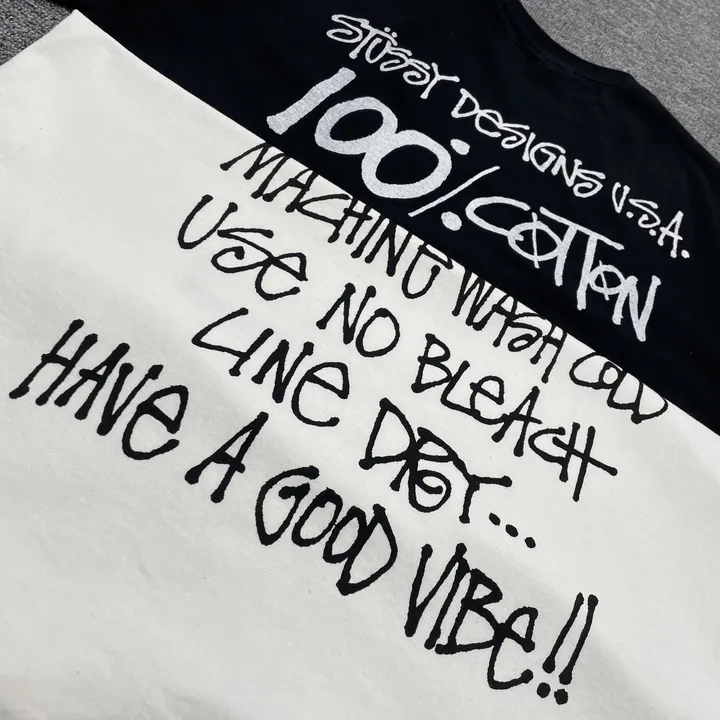 STÜSSY DESIGNS U.S.A.
100% COTTON
MACHINE WASH COLD
USE NO BLEACH
LINE DRY...
HAVE A GOOD VIBE!!